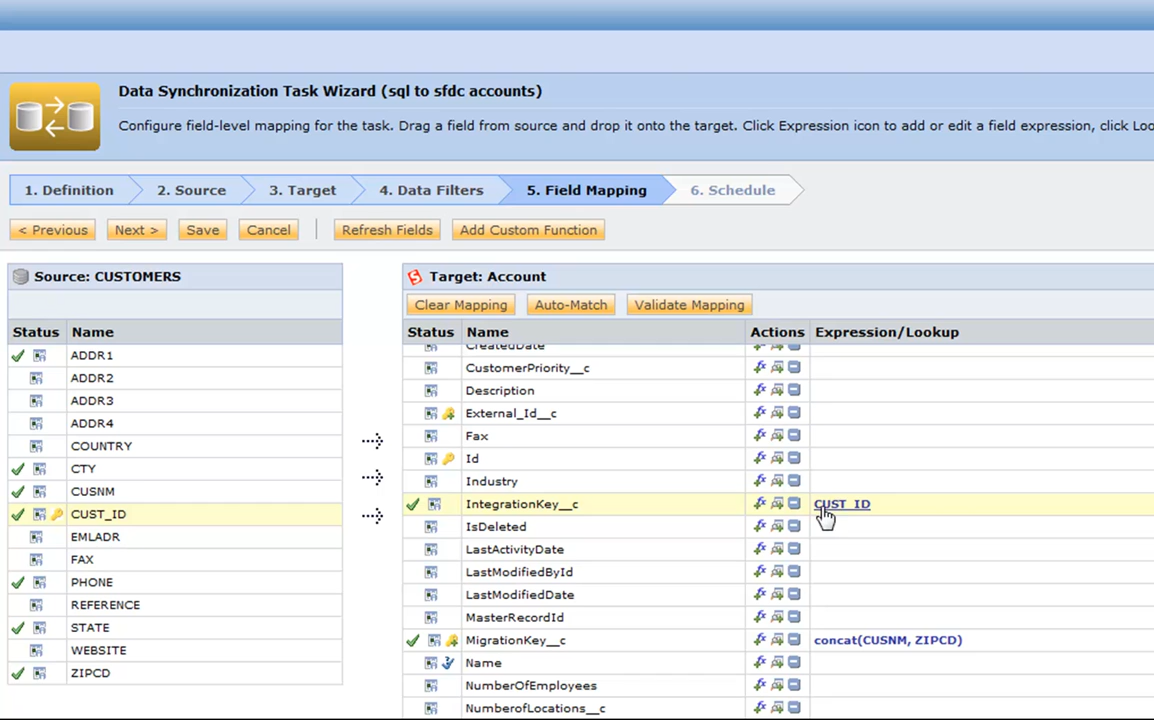 Data Synchronization Task Wizard (sql to sfdc accounts)
Configure field-level mapping for the task. Drag a field from source and drop it onto the target. Click Expression icon to add or edit a field expression, click Loo
1. Definition
2. Source
3. Target
4. Data Filters
5. Field Mapping
6. Schedule
< Previous
Next >
Save
Cancel
Refresh Fields
Add Custom Function
Source: CUSTOMERS
Status Name
ADDR1
ADDR2
ADDR3
ADDR4
COUNTRY
CTY
CUSNM
CUST_ID
EMLADR
FAX
PHONE
REFERENCE
STATE
WEBSITE
ZIPCD
Target: Account
Clear Mapping
Auto-Match
Validate Mapping
Status Name Actions Expression/Lookup
CreatedDate
CustomerPriority__c
Description
External_Id__c
Fax
Id
Industry
IntegrationKey__c CUST_ID
IsDeleted
LastActivityDate
LastModifiedById
LastModifiedDate
MasterRecordId
MigrationKey__c concat(CUSNM, ZIPCD)
Name
NumberOfEmployees
NumberofLocations__c